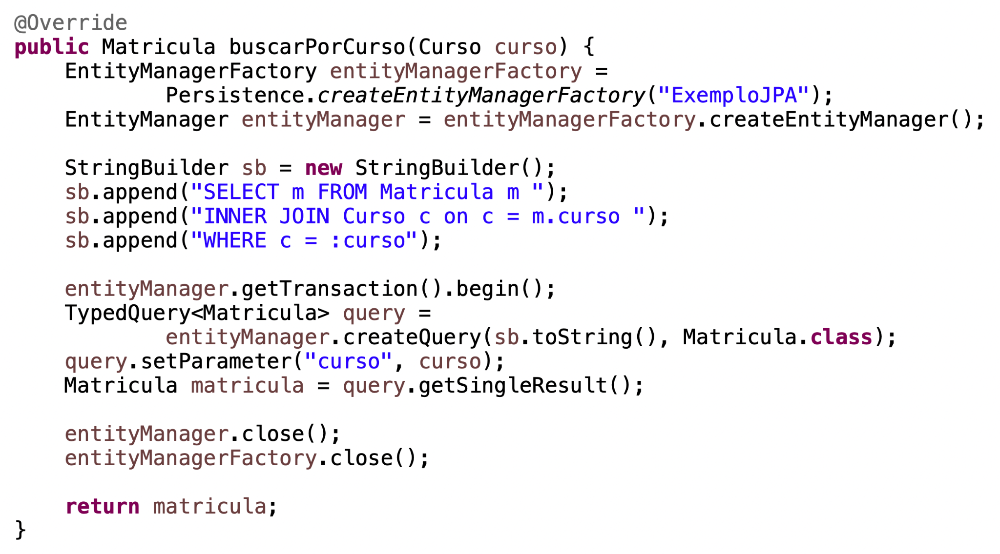 @Override
public Matricula buscarPorCurso(Curso curso) {
    EntityManagerFactory entityManagerFactory =
            Persistence.createEntityManagerFactory("ExemploJPA");
    EntityManager entityManager = entityManagerFactory.createEntityManager();

    StringBuilder sb = new StringBuilder();
    sb.append("SELECT m FROM Matricula m ");
    sb.append("INNER JOIN Curso c on c = m.curso ");
    sb.append("WHERE c = :curso");

    entityManager.getTransaction().begin();
    TypedQuery<Matricula> query =
            entityManager.createQuery(sb.toString(), Matricula.class);
    query.setParameter("curso", curso);
    Matricula matricula = query.getSingleResult();

    entityManager.close();
    entityManagerFactory.close();

    return matricula;
}